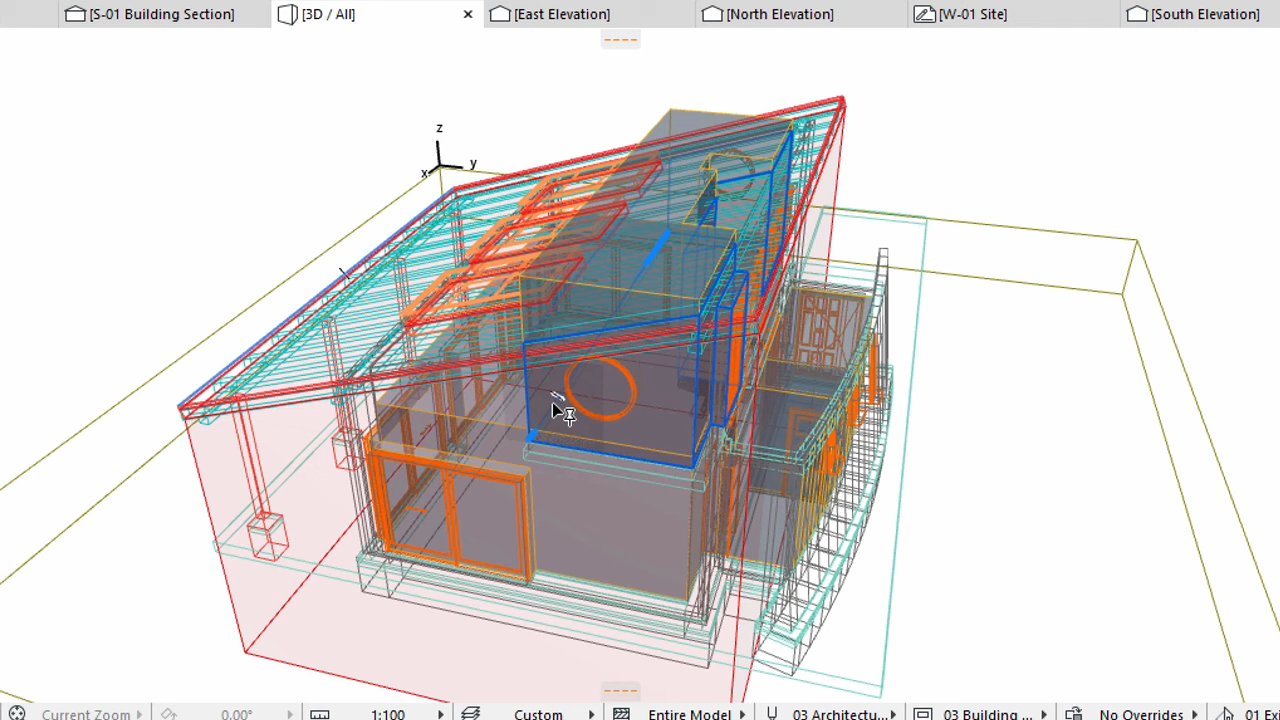 [S-01 Building Section] [3D / All] [East Elevation] [North Elevation] [W-01 Site] [South Elevation]
z
x y
Current Zoom 0.00° 1:100 Custom Entire Model 03 Architectu... 03 Building ... No Overrides 01 Exi